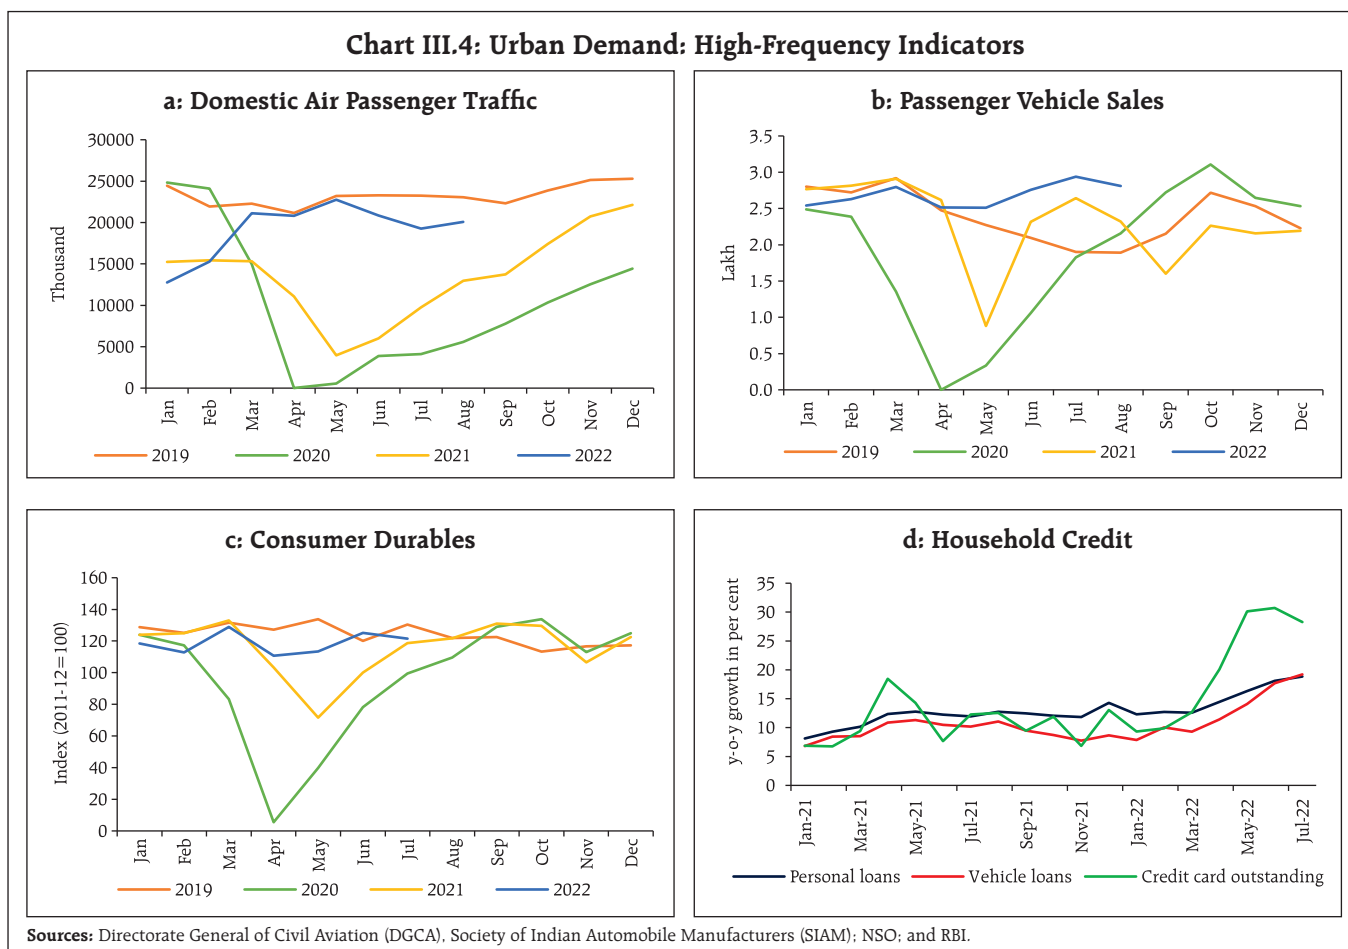 Chart III.4: Urban Demand: High-Frequency Indicators
a: Domestic Air Passenger Traffic
Thousand
30000
25000
20000
15000
10000
5000
0
Jan Feb Mar Apr May Jun Jul Aug Sep Oct Nov Dec
2019 2020 2021 2022
b: Passenger Vehicle Sales
Lakh
3.5
3.0
2.5
2.0
1.5
1.0
0.5
0.0
Jan Feb Mar Apr May Jun Jul Aug Sep Oct Nov Dec
2019 2020 2021 2022
c: Consumer Durables
Index (2011-12=100)
160
140
120
100
80
60
40
20
0
Jan Feb Mar Apr May Jun Jul Aug Sep Oct Nov Dec
2019 2020 2021 2022
d: Household Credit
y-o-y growth in per cent
35
30
25
20
15
10
5
0
Jan-21 Mar-21 May-21 Jul-21 Sep-21 Nov-21 Jan-22 Mar-22 May-22 Jul-22
Personal loans Vehicle loans Credit card outstanding
Sources: Directorate General of Civil Aviation (DGCA), Society of Indian Automobile Manufacturers (SIAM); NSO; and RBI.